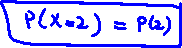 P(X=2) = P(2)